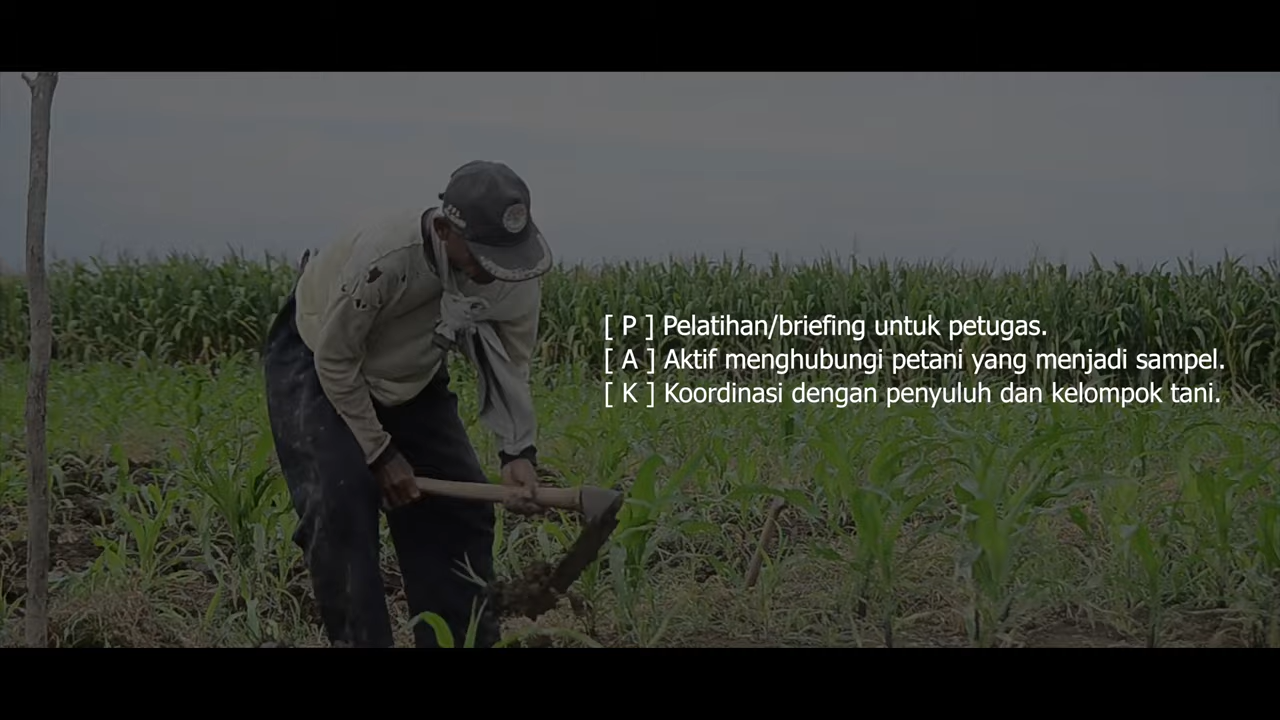 [ P ] Pelatihan/briefing untuk petugas.
[ A ] Aktif menghubungi petani yang menjadi sampel.
[ K ] Koordinasi dengan penyuluh dan kelompok tani.